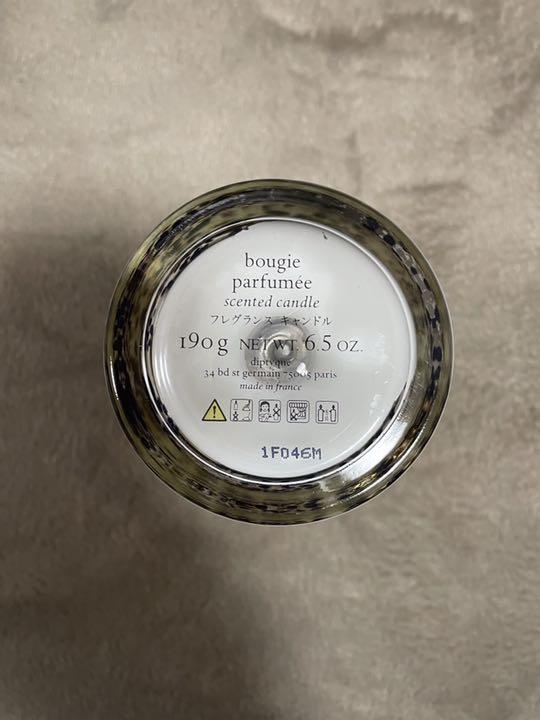 bougie
parfumée
scented candle
フレグランス キャンドル
190 g NET WT. 6.5 OZ.
diptyque
34 bd st germain 75005 paris
made in france
1F046M